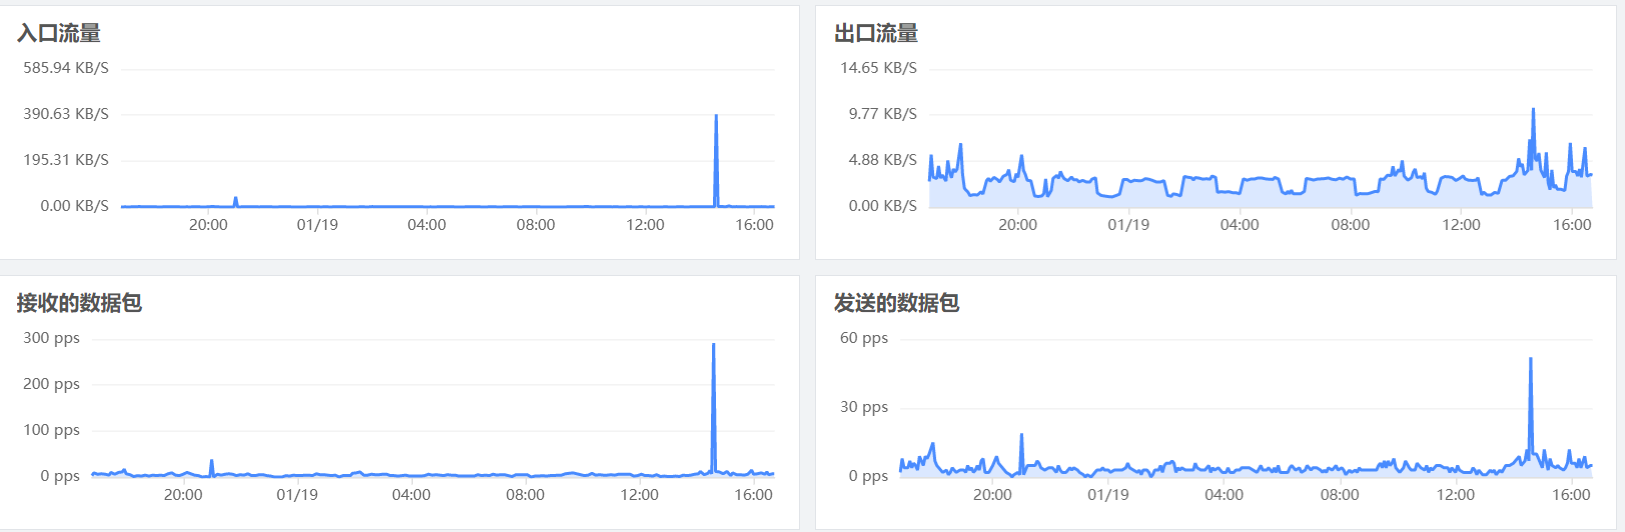 入口流量
585.94 KB/S
390.63 KB/S
195.31 KB/S
0.00 KB/S
20:00 01/19 04:00 08:00 12:00 16:00
出口流量
14.65 KB/S
9.77 KB/S
4.88 KB/S
0.00 KB/S
20:00 01/19 04:00 08:00 12:00 16:00
接收的数据包
300 pps
200 pps
100 pps
0 pps
20:00 01/19 04:00 08:00 12:00 16:00
发送的数据包
60 pps
30 pps
0 pps
20:00 01/19 04:00 08:00 12:00 16:00